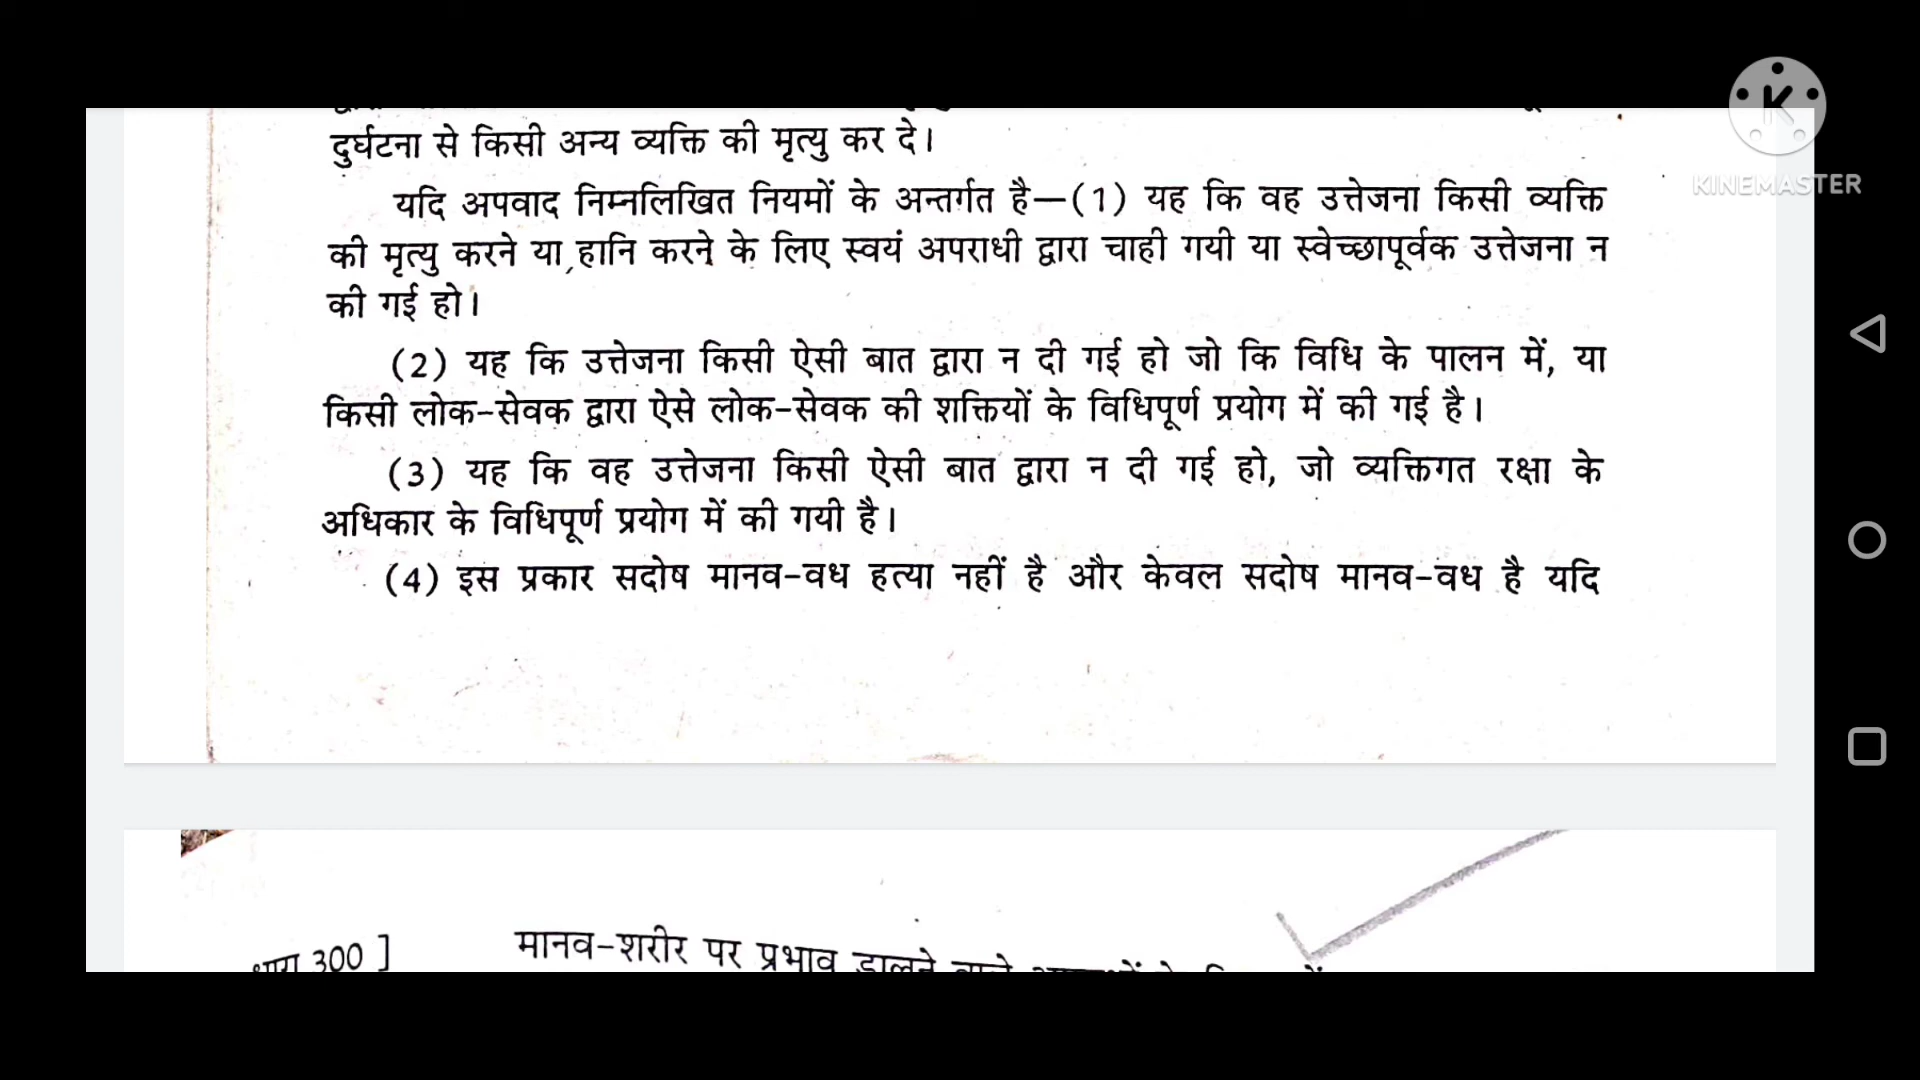 दुर्घटना से किसी अन्य व्यक्ति की मृत्यु कर दे।
यदि अपवाद निम्नलिखित नियमों के अन्तर्गत है—(1) यह कि वह उत्तेजना किसी व्यक्ति
की मृत्यु करने या हानि करने के लिए स्वयं अपराधी द्वारा चाही गयी या स्वेच्छापूर्वक उत्तेजना न
की गई हो।
(2) यह कि उत्तेजना किसी ऐसी बात द्वारा न दी गई हो जो कि विधि के पालन में, या
किसी लोक-सेवक द्वारा ऐसे लोक-सेवक की शक्तियों के विधिपूर्ण प्रयोग में की गई है।
(3) यह कि वह उत्तेजना किसी ऐसी बात द्वारा न दी गई हो, जो व्यक्तिगत रक्षा के
अधिकार के विधिपूर्ण प्रयोग में की गयी है।
(4) इस प्रकार सदोष मानव-वध हत्या नहीं है और केवल सदोष मानव-वध है यदि
300 ] मानव-शरीर पर प्रभाव डालने वाले
K
KINEMASTER